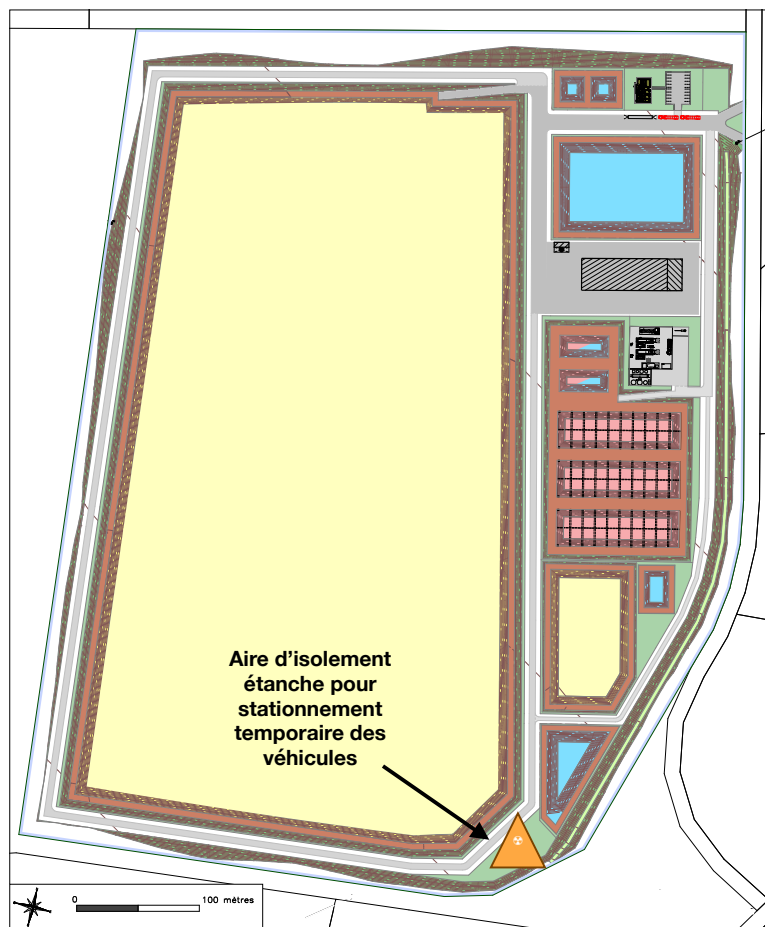 Aire d’isolement
étanche pour
stationnement
temporaire des
véhicules
0
100 mètres